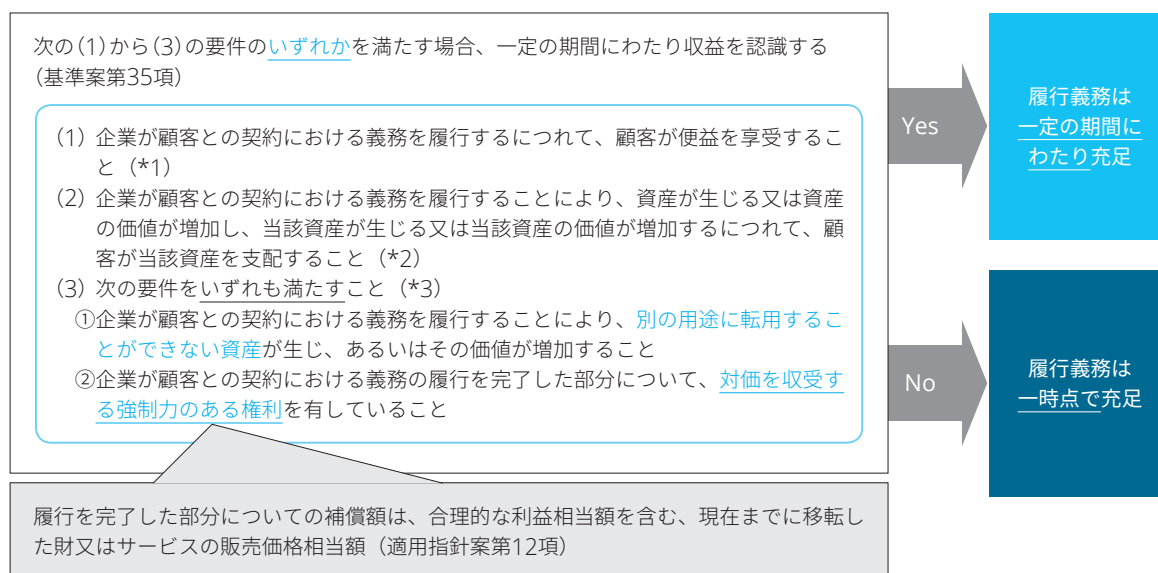 次の(1)から(3)の要件のいずれかを満たす場合、一定の期間にわたり収益を認識する
(基準案第35項)
(1) 企業が顧客との契約における義務を履行するにつれて、顧客が便益を享受するこ
と（*1）
(2) 企業が顧客との契約における義務を履行することにより、資産が生じる又は資産
の価値が増加し、当該資産が生じる又は当該資産の価値が増加するにつれて、顧
客が当該資産を支配すること（*2）
(3) 次の要件をいずれも満たすこと（*3）
①企業が顧客との契約における義務を履行することにより、別の用途に転用するこ
とができない資産が生じ、あるいはその価値が増加すること
②企業が顧客との契約における義務の履行を完了した部分について、対価を収受す
る強制力のある権利を有していること
Yes
履行義務は
一定の期間に
わたり充足
No
履行義務は
一時点で充足
履行を完了した部分についての補償額は、合理的な利益相当額を含む、現在までに移転し
た財又はサービスの販売価格相当額（適用指針案第12項）